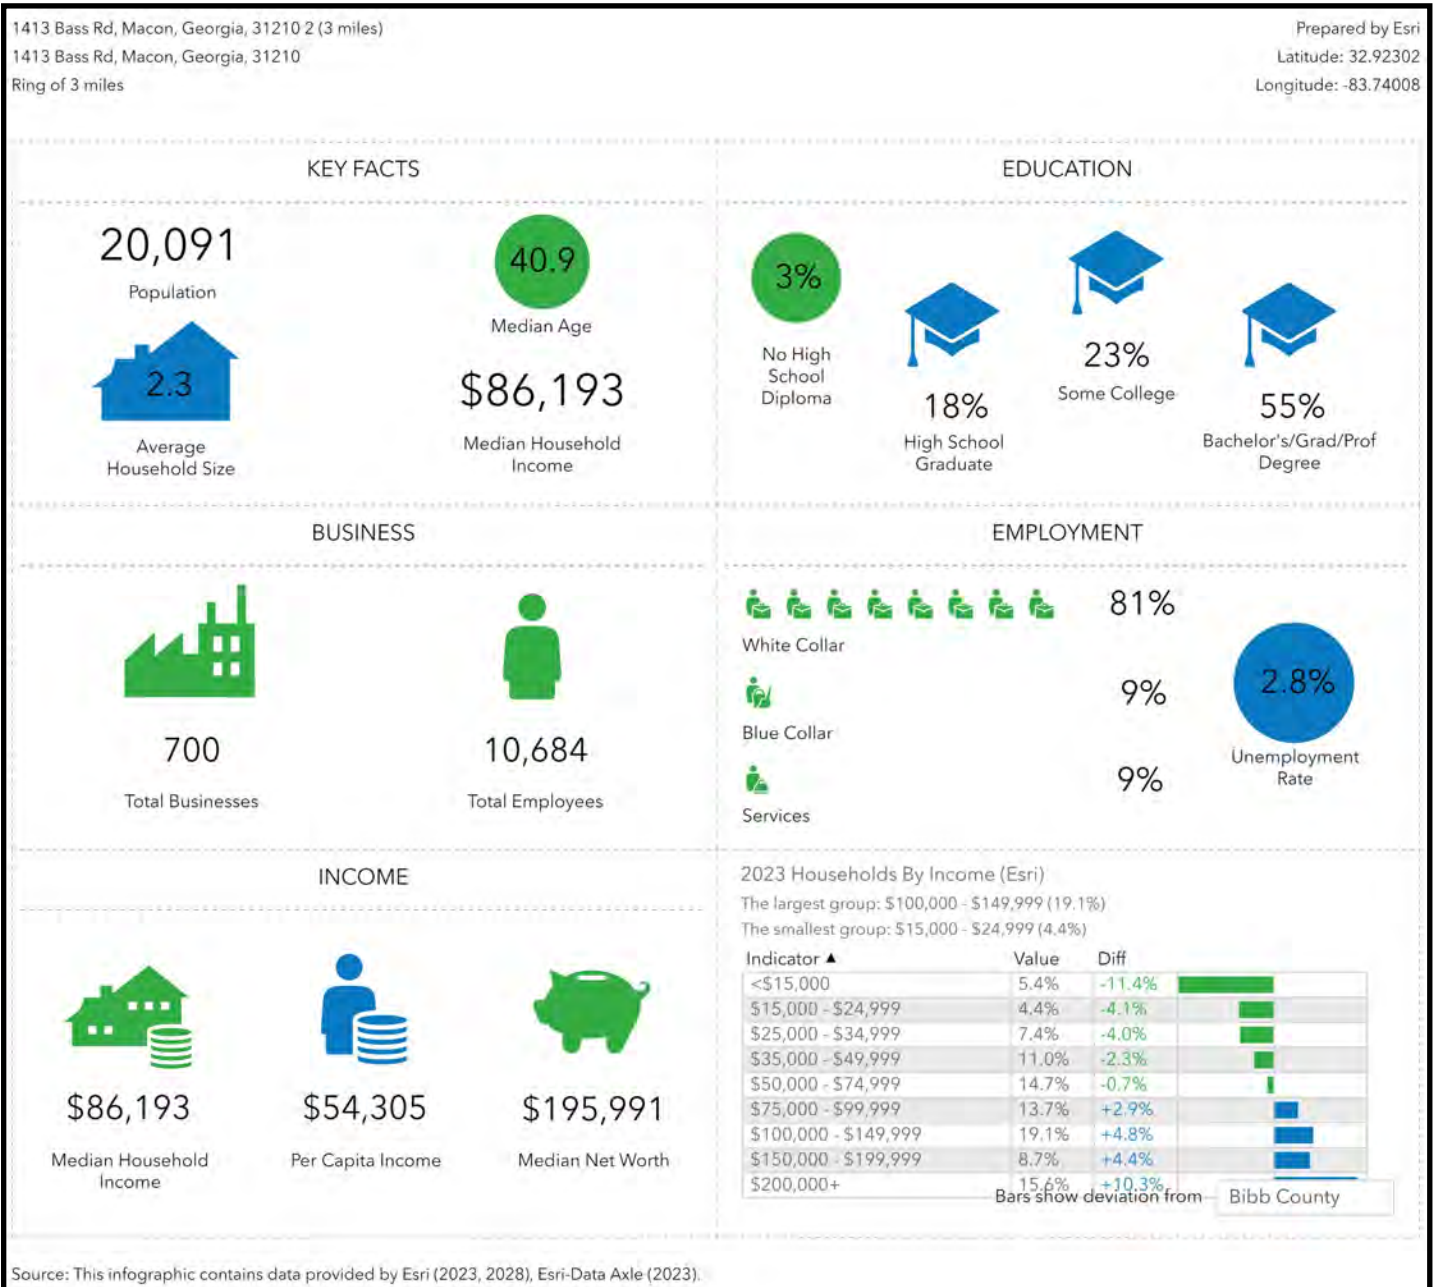 1413 Bass Rd, Macon, Georgia, 31210 2 (3 miles)
1413 Bass Rd, Macon, Georgia, 31210
Ring of 3 miles
Prepared by Esri
Latitude: 32.92302
Longitude: -83.74008
KEY FACTS
20,091
Population
40.9
Median Age
2.3
Average
Household Size
$86,193
Median Household
Income
EDUCATION
3%
No High
School
Diploma
18%
High School
Graduate
23%
Some College
55%
Bachelor's/Grad/Prof
Degree
BUSINESS
700
Total Businesses
10,684
Total Employees
EMPLOYMENT
81%
White Collar
9%
Blue Collar
9%
Services
2.8%
Unemployment
Rate
INCOME
$86,193
Median Household
Income
$54,305
Per Capita Income
$195,991
Median Net Worth
2023 Households By Income (Esri)
The largest group: $100,000 - $149,999 (19.1%)
The smallest group: $15,000 - $24,999 (4.4%)
Indicator ▲ Value Diff
<$15,000 5.4% -11.4%
$15,000 - $24,999 4.4% -4.1%
$25,000 - $34,999 7.4% -4.0%
$35,000 - $49,999 11.0% -2.3%
$50,000 - $74,999 14.7% -0.7%
$75,000 - $99,999 13.7% +2.9%
$100,000 - $149,999 19.1% +4.8%
$150,000 - $199,999 8.7% +4.4%
$200,000+ 15.6% +10.3%
Bars show deviation from Bibb County
Source: This infographic contains data provided by Esri (2023, 2028), Esri-Data Axle (2023).